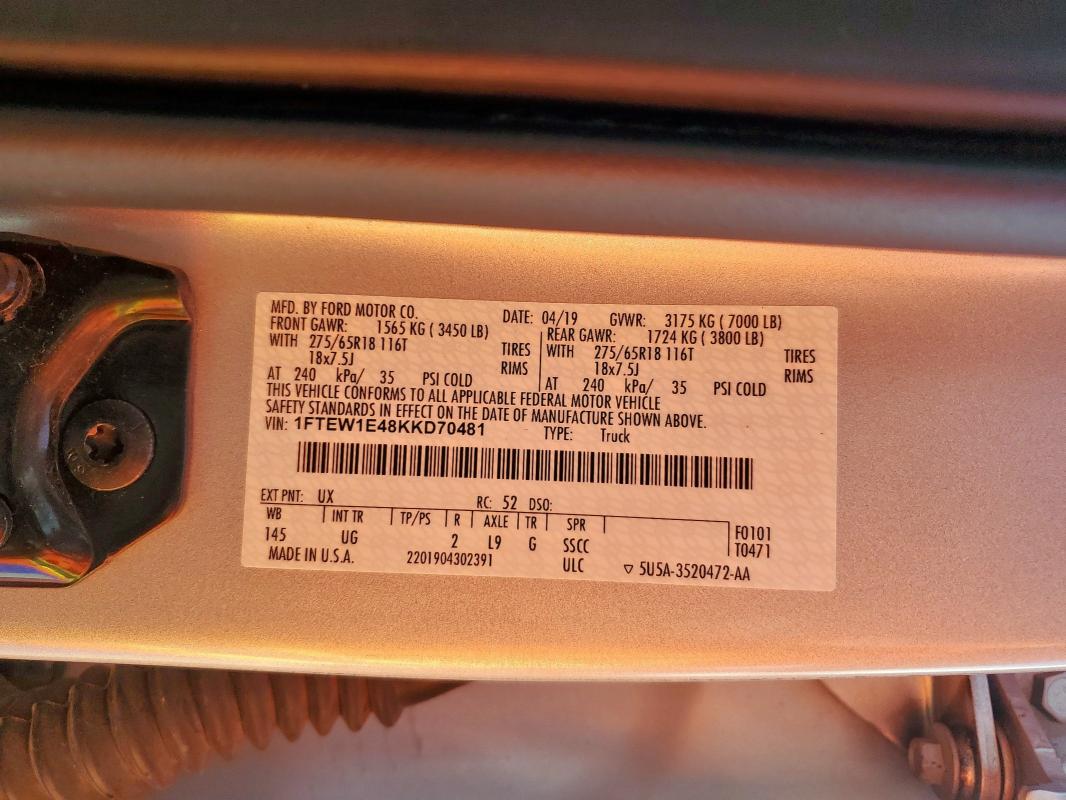 MFD. BY FORD MOTOR CO. DATE: 04/19 GVWR: 3175 KG ( 7000 LB)
FRONT GAWR: 1565 KG ( 3450 LB) REAR GAWR: 1724 KG ( 3800 LB)
WITH 275/65R18 116T TIRES WITH 275/65R18 116T TIRES
18x7.5J RIMS 18x7.5J RIMS
AT 240 kPa/ 35 PSI COLD AT 240 kPa/ 35 PSI COLD
THIS VEHICLE CONFORMS TO ALL APPLICABLE FEDERAL MOTOR VEHICLE
SAFETY STANDARDS IN EFFECT ON THE DATE OF MANUFACTURE SHOWN ABOVE.
VIN: 1FTEW1E48KKD70481 TYPE: Truck
EXT PNT: UX RC: 52 DSO:
WB INT TR TP/PS R AXLE TR SPR F0101
145 UG 2 L9 G SSCC T0471
MADE IN U.S.A. 2201904302391 ULC ▽ 5U5A-3520472-AA